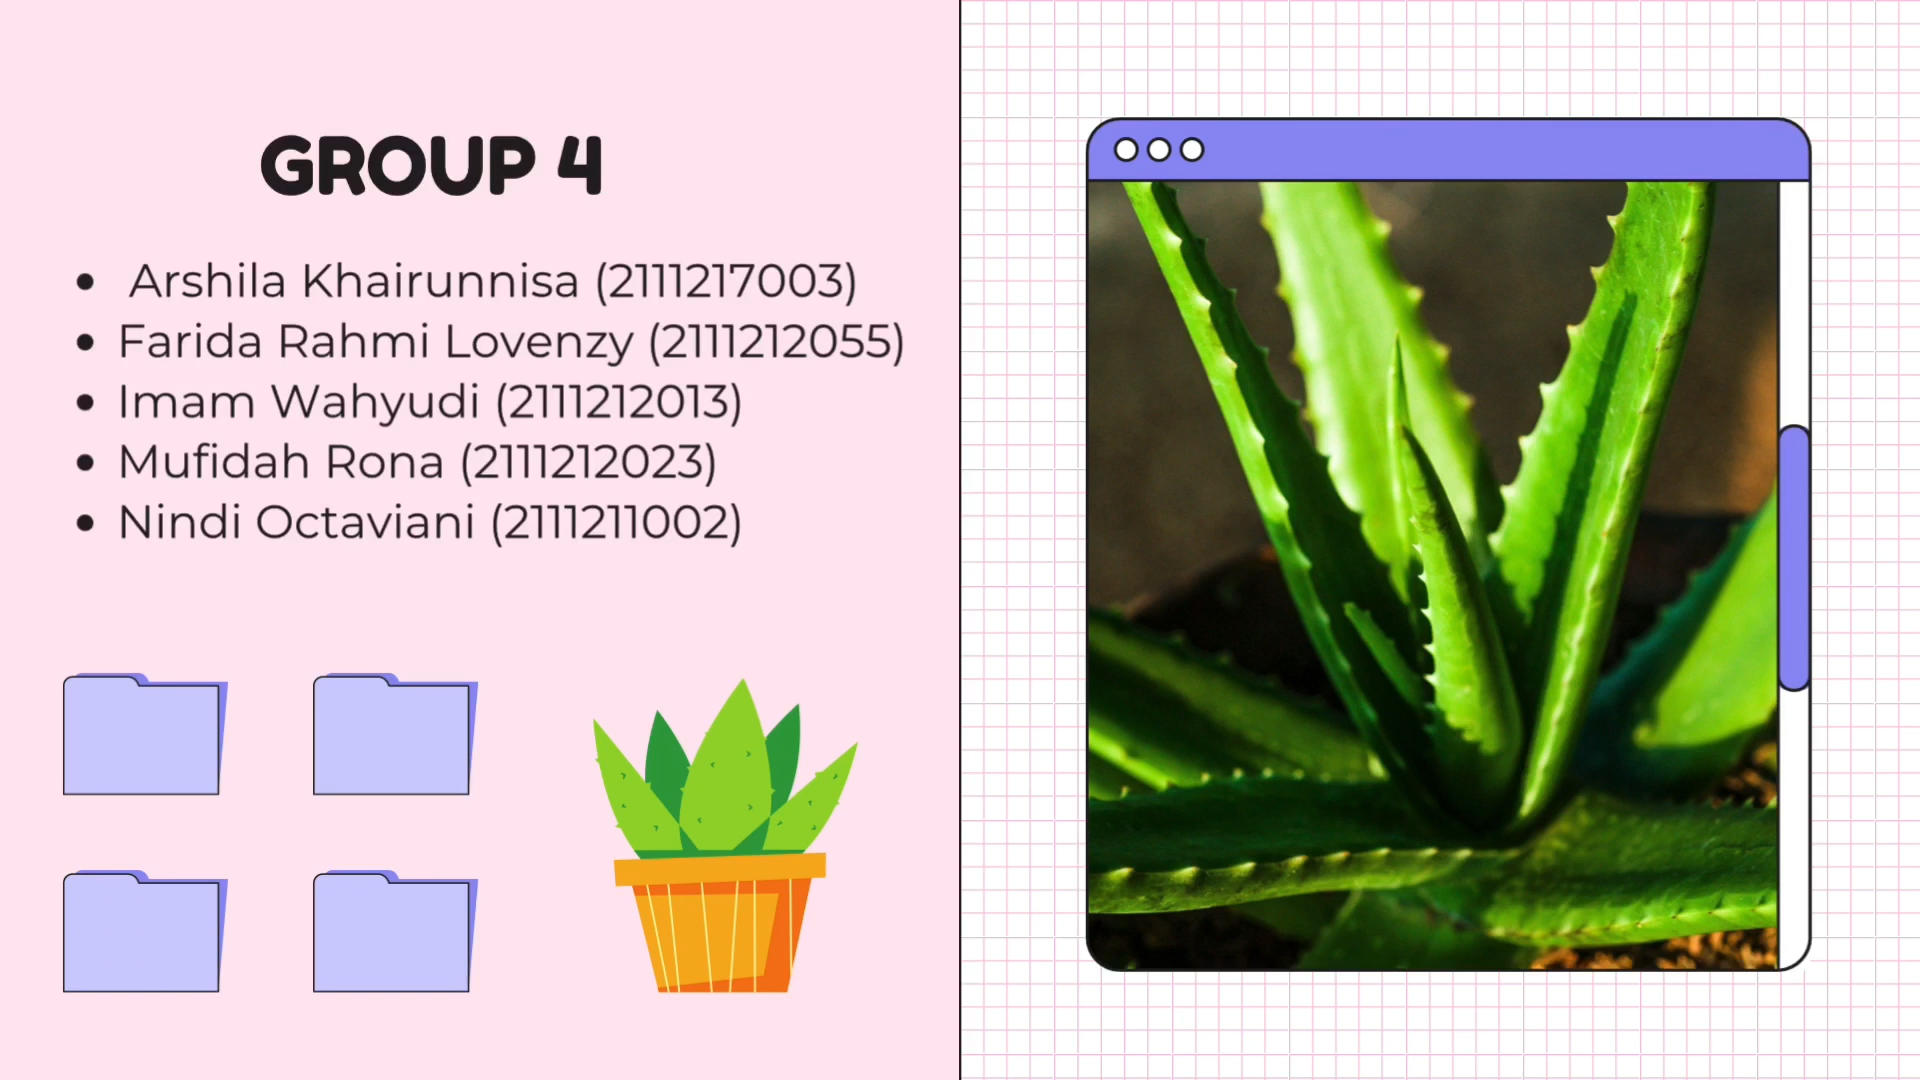 GROUP 4
• Arshila Khairunnisa (2111217003)
• Farida Rahmi Lovenzy (2111212055)
• Imam Wahyudi (2111212013)
• Mufidah Rona (2111212023)
• Nindi Octaviani (2111211002)